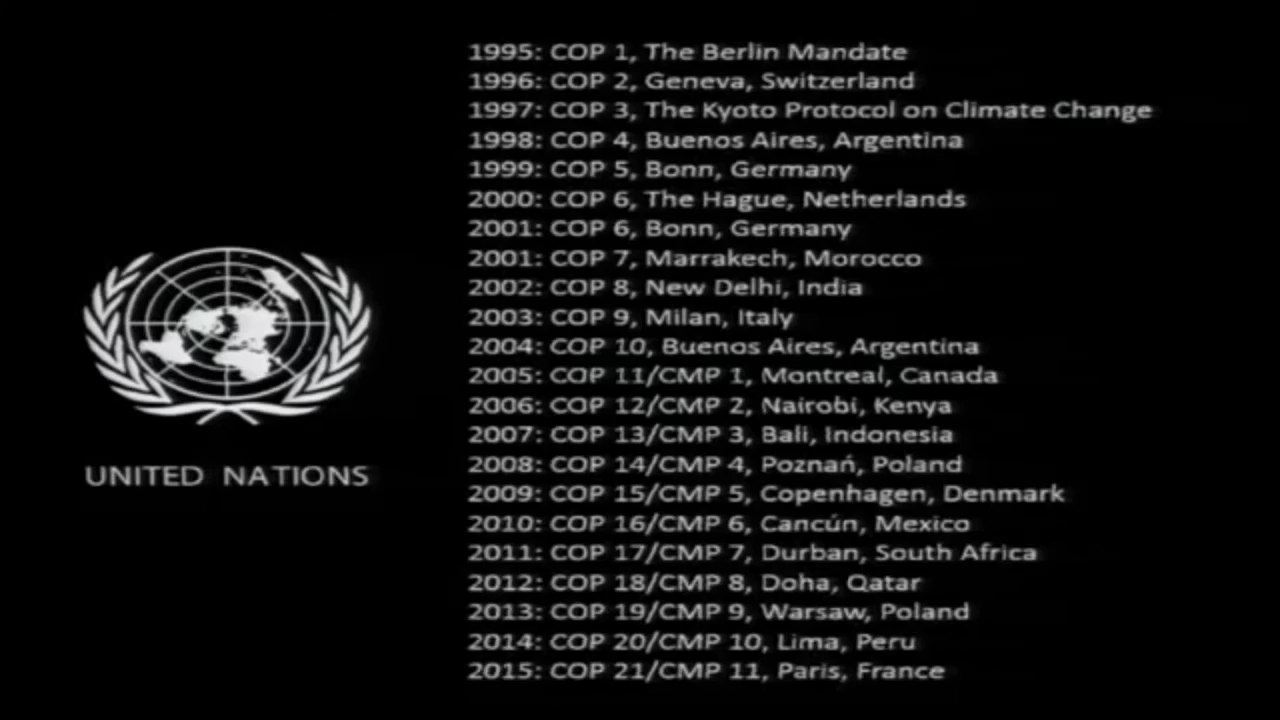 1995: COP 1, The Berlin Mandate
1996: COP 2, Geneva, Switzerland
1997: COP 3, The Kyoto Protocol on Climate Change
1998: COP 4, Buenos Aires, Argentina
1999: COP 5, Bonn, Germany
2000: COP 6, The Hague, Netherlands
2001: COP 6, Bonn, Germany
2001: COP 7, Marrakech, Morocco
2002: COP 8, New Delhi, India
2003: COP 9, Milan, Italy
2004: COP 10, Buenos Aires, Argentina
2005: COP 11/CMP 1, Montreal, Canada
2006: COP 12/CMP 2, Nairobi, Kenya
2007: COP 13/CMP 3, Bali, Indonesia
2008: COP 14/CMP 4, Poznań, Poland
2009: COP 15/CMP 5, Copenhagen, Denmark
2010: COP 16/CMP 6, Cancún, Mexico
2011: COP 17/CMP 7, Durban, South Africa
2012: COP 18/CMP 8, Doha, Qatar
2013: COP 19/CMP 9, Warsaw, Poland
2014: COP 20/CMP 10, Lima, Peru
2015: COP 21/CMP 11, Paris, France
UNITED NATIONS